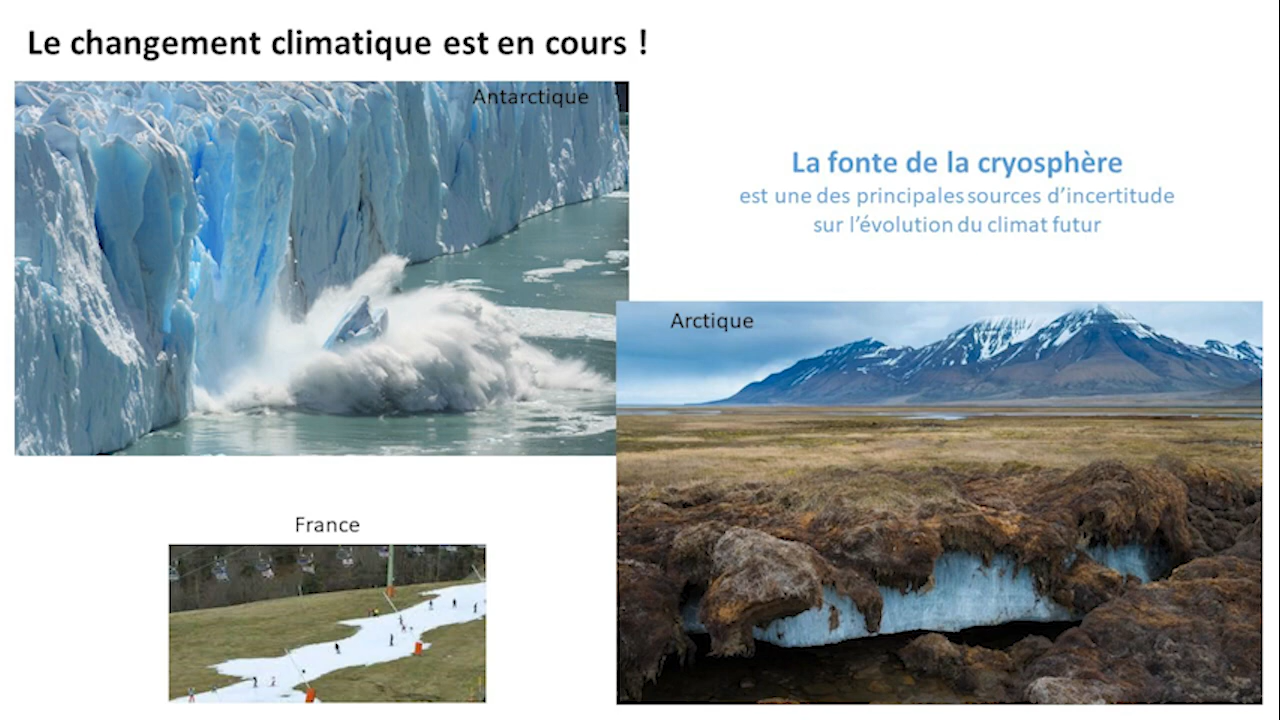 Le changement climatique est en cours !
Antarctique
La fonte de la cryosphère
est une des principales sources d’incertitude
sur l’évolution du climat futur
Arctique
France